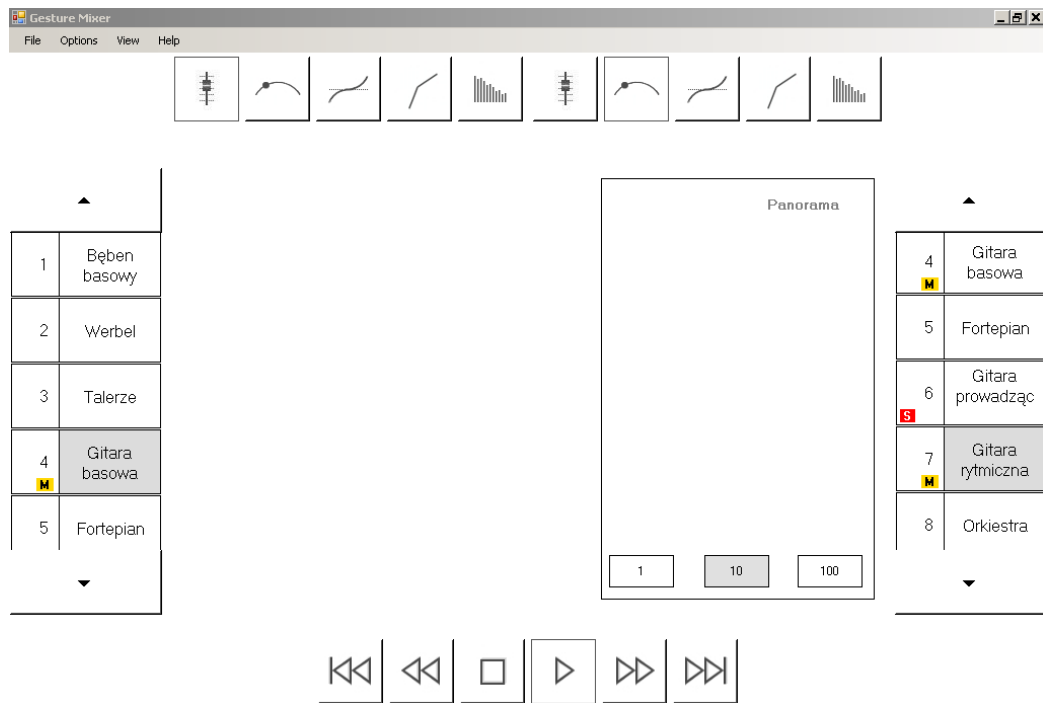 Gesture Mixer
File Options View Help
Panorama
1 Bęben
basowy
2 Werbel
3 Talerze
4 Gitara
basowa
M
5 Fortepian
1 10 100
4 Gitara
basowa
M
5 Fortepian
6 Gitara
prowadząc
S
7 Gitara
rytmiczna
M
8 Orkiestra